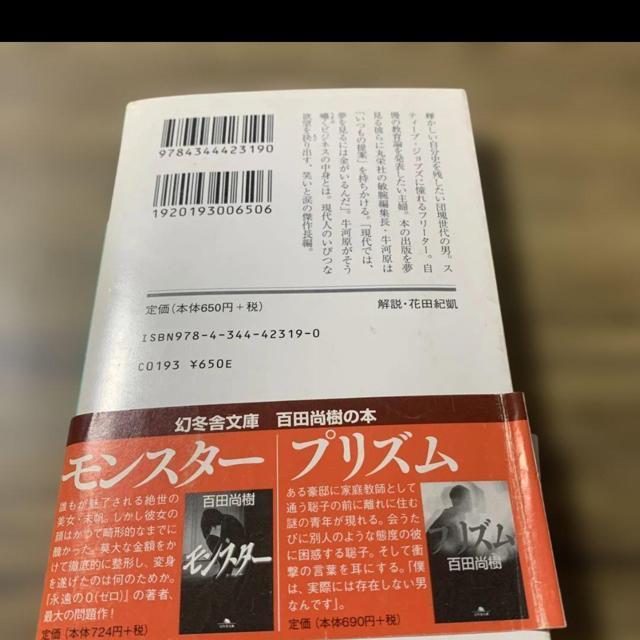 9784344423190
1920193006506
輝かしい自分史を残したい団塊世代の男。ス
ティーブ・ジョブズに憧れるフリーター。自
慢の教育論を発表したい主婦。本の出版を夢
見る彼らに丸栄社の敏腕編集長・牛河原は
「いつもの提案」を持ちかける。「現代では、
夢を見るには金がいるんだ」。牛河原がそう
嘯くビジネスの中身とは。現代人のいびつな
欲望を抉り出す、笑いと涙の傑作長編。
定価(本体650円+税)
解説・花田紀凱
ISBN978-4-344-42319-0
C0193 ¥650E
幻冬舎文庫 百田尚樹の本
モンスター
誰もが魅了される絶世の
美女・未帆。しかし彼女の
顔はかつて畸形的なまでに
醜かった。莫大な金額をか
けて徹底的に整形し、変身
を遂げたのは何のためか。
『永遠の0(ゼロ)』の著者、
最大の問題作!
定価(本体724円+税)
百田尚樹
モンスター
プリズム
ある豪邸に家庭教師として
通う聡子の前に離れに住む
謎の青年が現れる。会うた
びに別人のような態度の彼
に困惑する聡子。そして衝
撃の言葉を耳にする。「僕
は、実際には存在しない男
なんです」。
定価(本体690円+税)
プリズム
百田尚樹